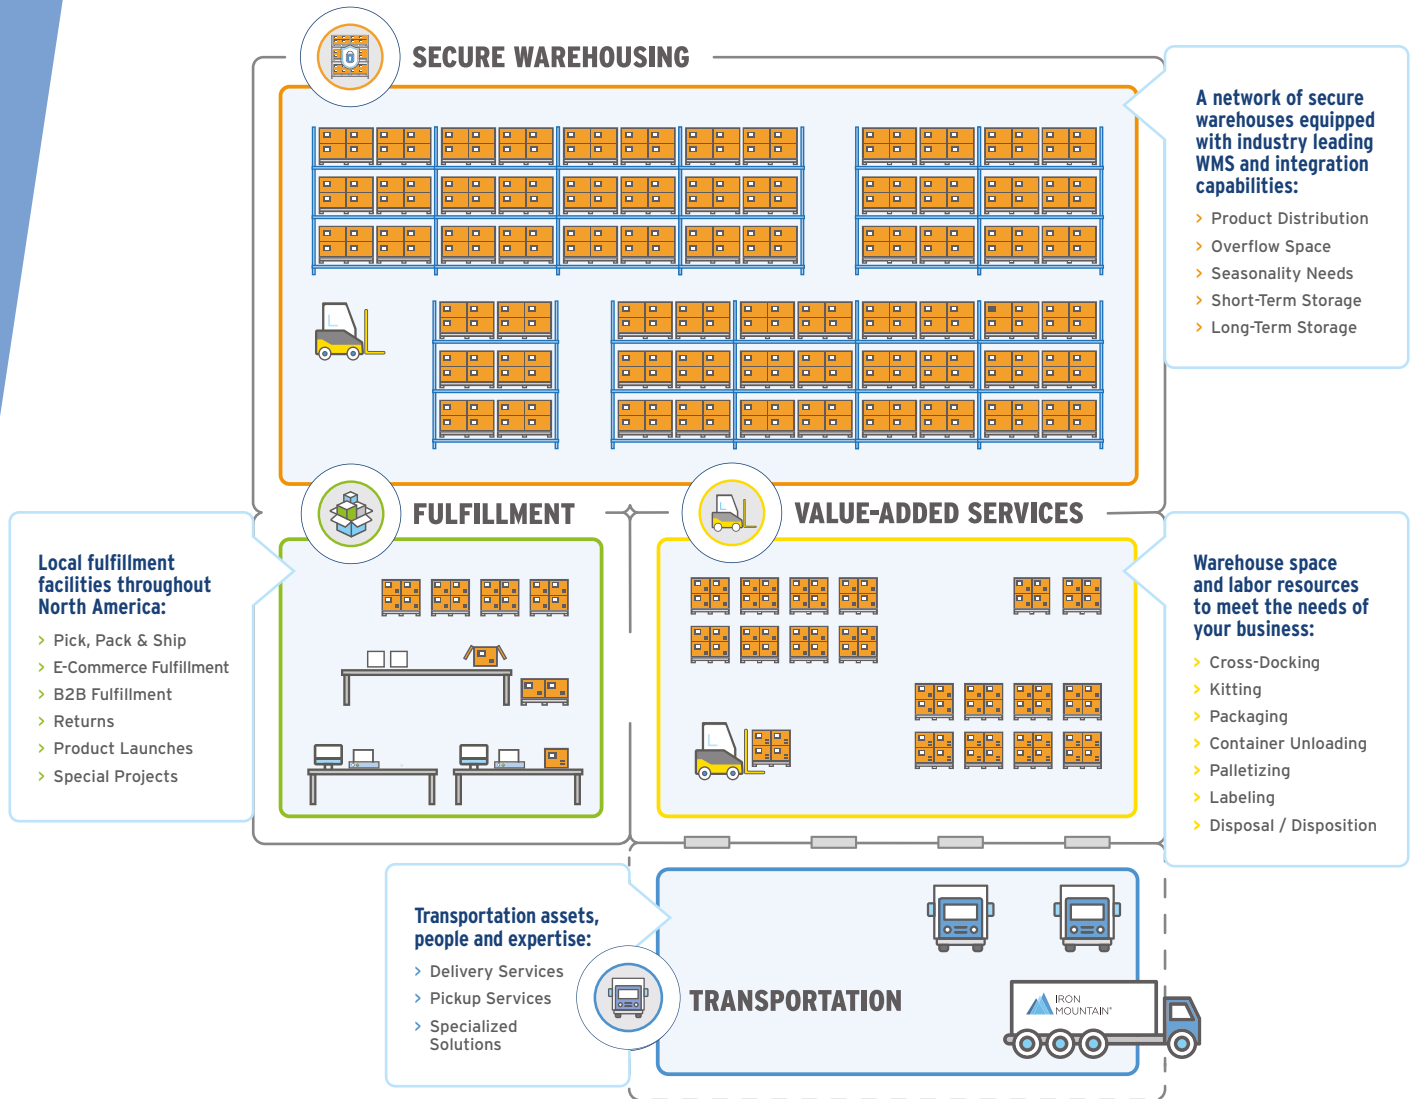 SECURE WAREHOUSING
A network of secure
warehouses equipped
with industry leading
WMS and integration
capabilities:
> Product Distribution
> Overflow Space
> Seasonality Needs
> Short-Term Storage
> Long-Term Storage
FULFILLMENT
Local fulfillment
facilities throughout
North America:
> Pick, Pack & Ship
> E-Commerce Fulfillment
> B2B Fulfillment
> Returns
> Product Launches
> Special Projects
VALUE-ADDED SERVICES
Warehouse space
and labor resources
to meet the needs of
your business:
> Cross-Docking
> Kitting
> Packaging
> Container Unloading
> Palletizing
> Labeling
> Disposal / Disposition
Transportation assets,
people and expertise:
> Delivery Services
> Pickup Services
> Specialized
Solutions
TRANSPORTATION
IRON
MOUNTAIN®